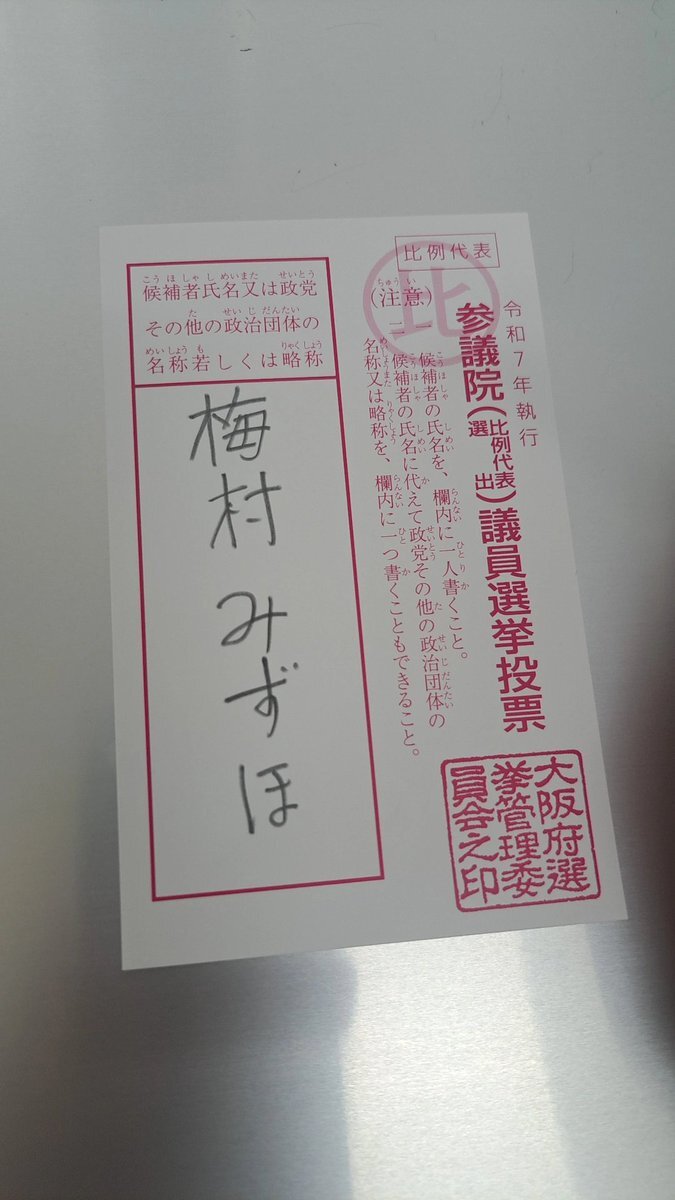 比例代表
比
令和7年執行
参議院(比例代表選出)議員選挙投票
(注意)
一 候補者の氏名を、欄内に一人書くこと。
一 候補者の氏名に代えて政党その他の政治団体の
名称又は略称を、欄内に一つ書くこともできること。
大阪府選
挙管理委
員会之印
候補者氏名又は政党
その他の政治団体の
名称若しくは略称
梅村 みずほ